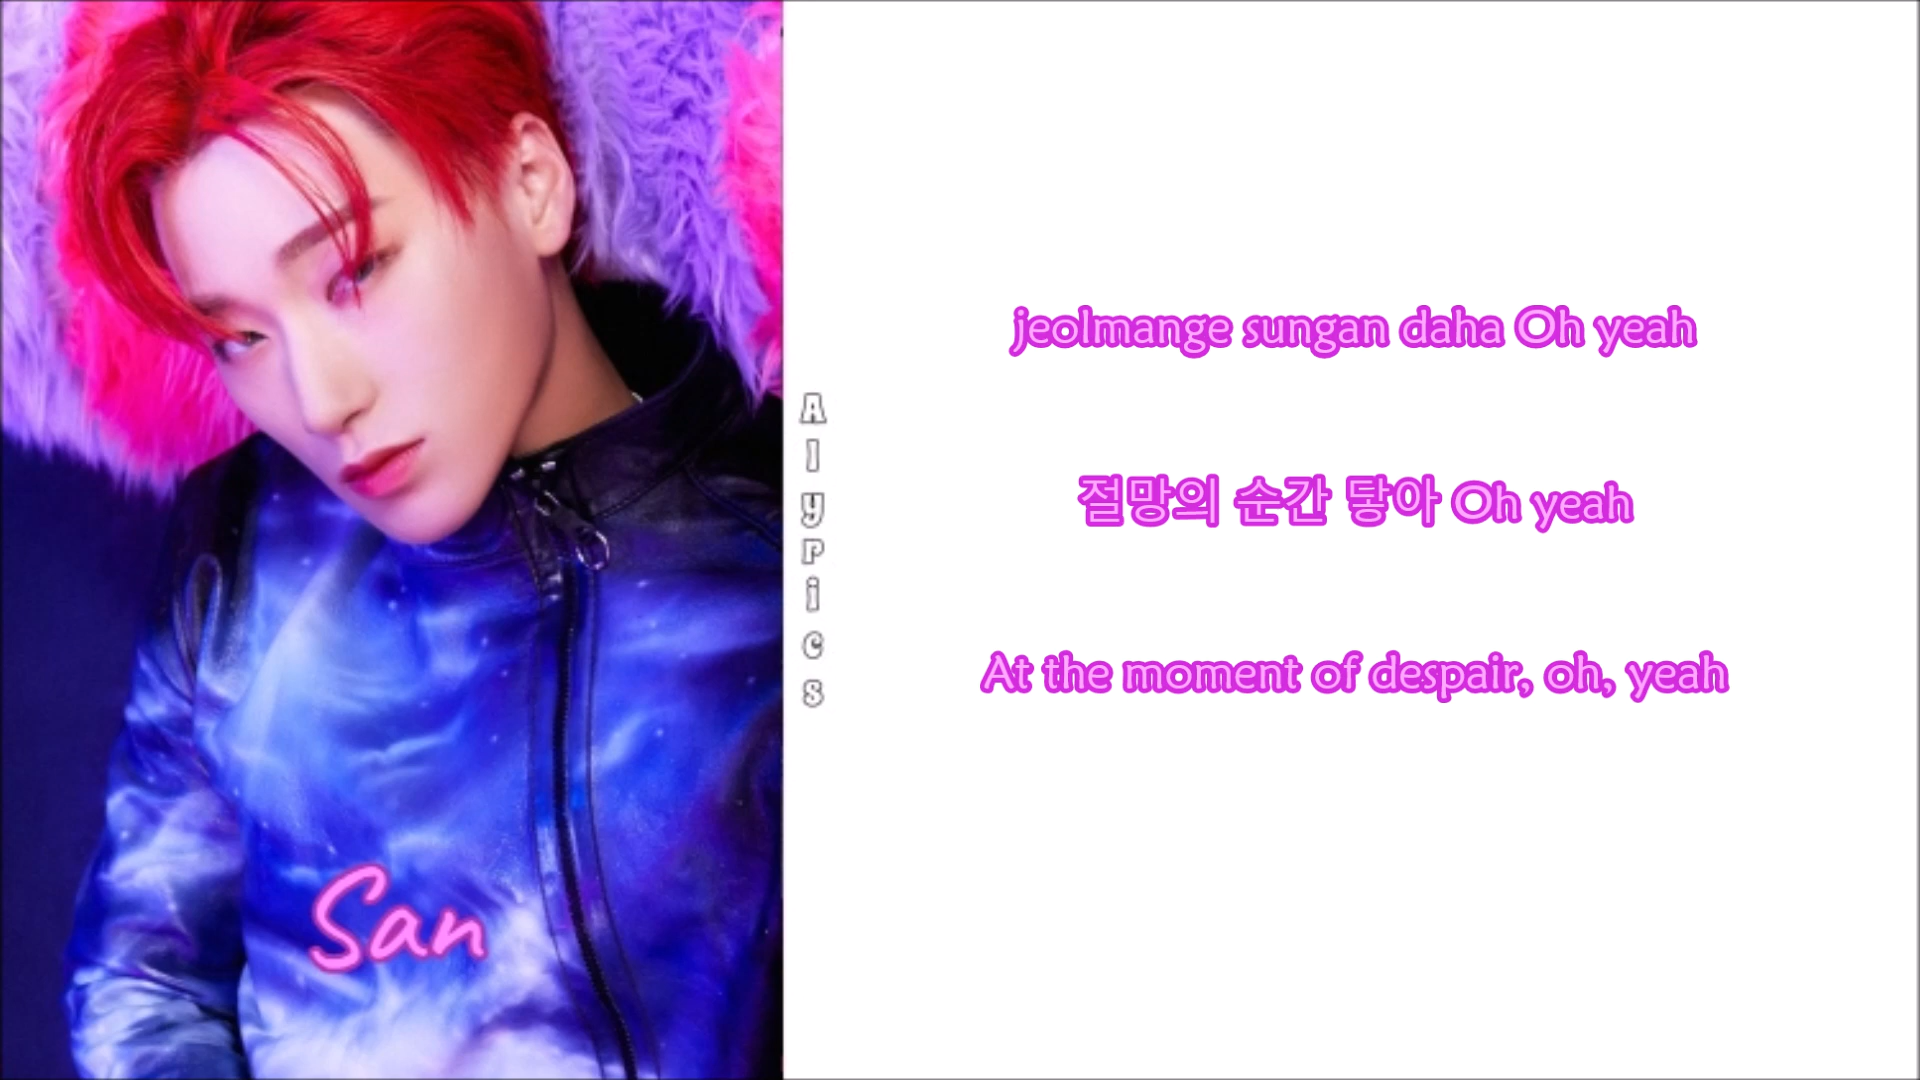 jeolmange sungan daha Oh yeah
절망의 순간 닿아 Oh yeah
At the moment of despair, oh, yeah
Alypics
San